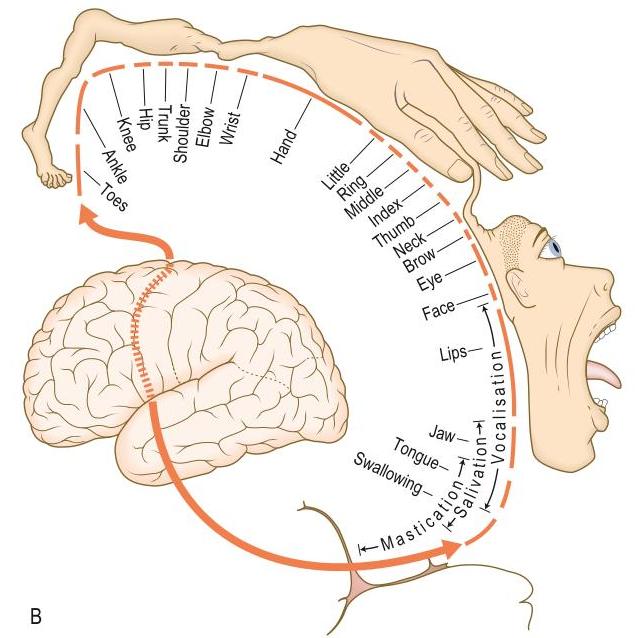 Toes
Ankle
Knee
Hip
Trunk
Shoulder
Elbow
Wrist
Hand
Little
Ring
Middle
Index
Thumb
Neck
Brow
Eye
Face
Lips
Jaw
Tongue
Swallowing
Mastication
Salivation
Vocalisation
B